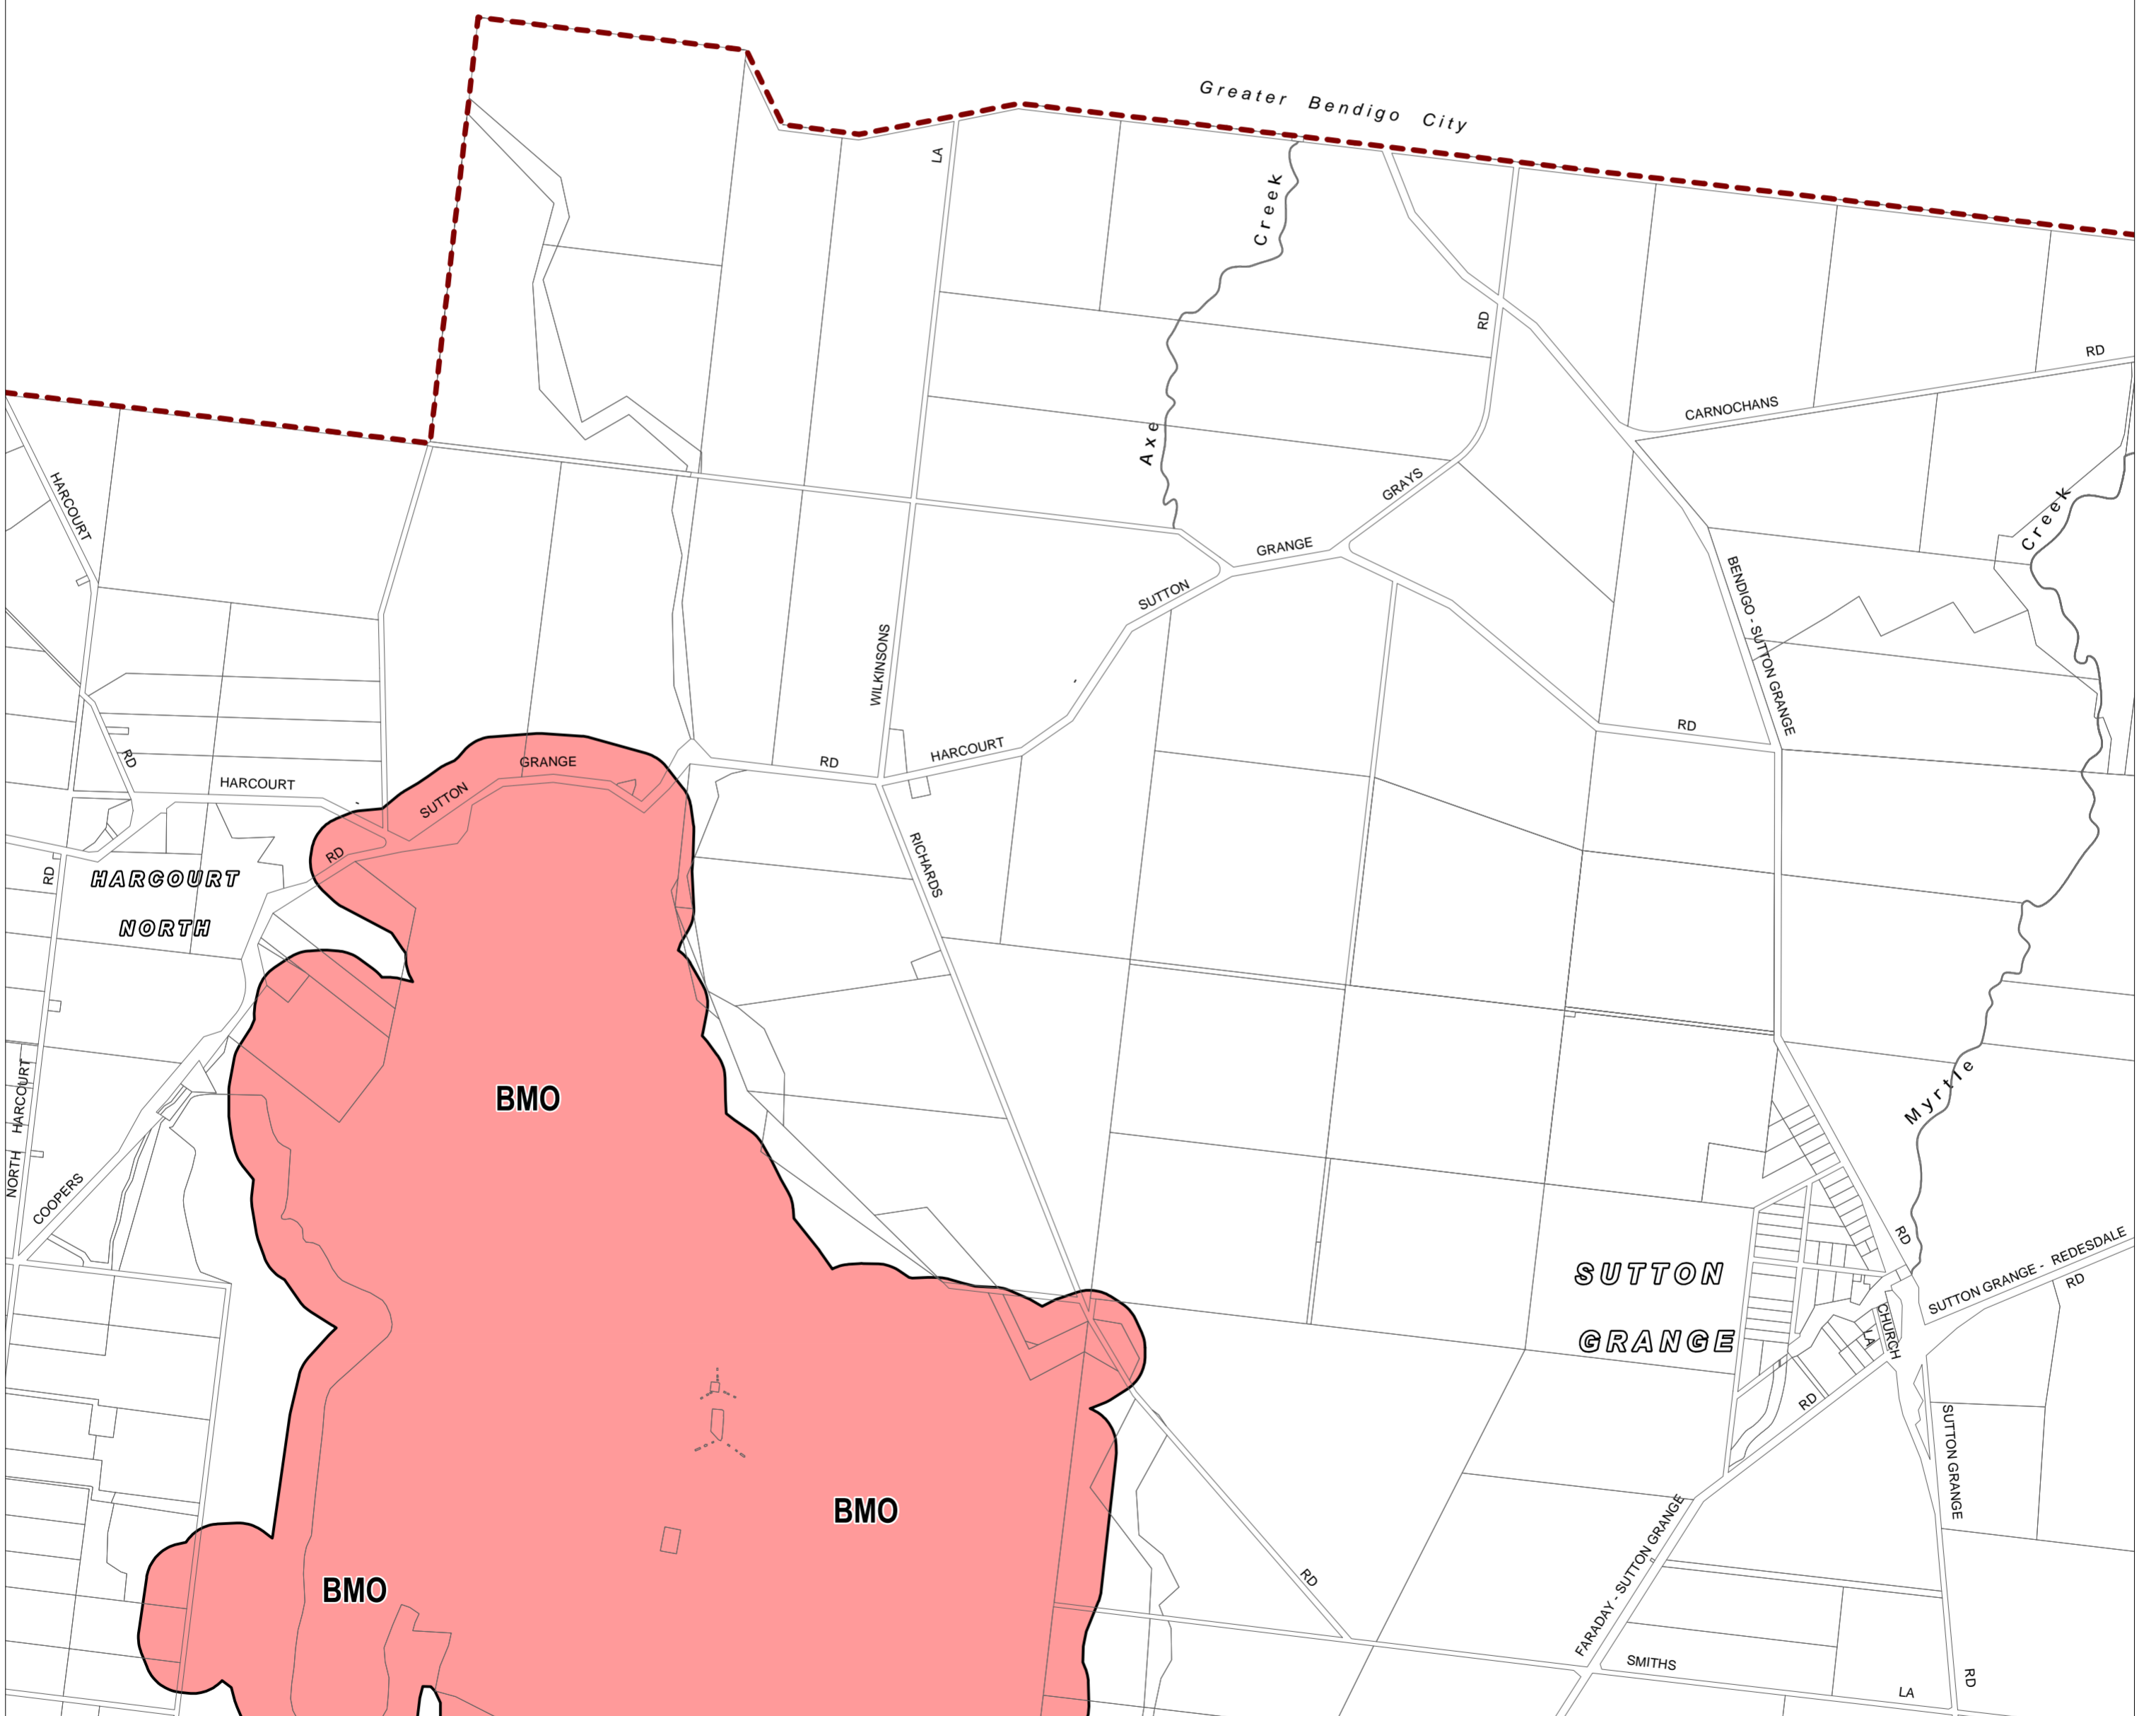 Greater Bendigo City
LA
Creek
RD
RD
CARNOCHANS
Axe
GRAYS
HARCOURT
Creek
GRANGE
SUTTON
BENDIGO - SUTTON GRANGE
WILKINSONS
RD
HARCOURT
RD
GRANGE
RD
HARCOURT
SUTTON
RD
RICHARDS
RD
HARCOURT
NORTH
Myrtle
BMO
NORTH HARCOURT
COOPERS
RD
SUTTON GRANGE - REDESDALE
RD
SUTTON
GRANGE
CHURCH
LA
RD
SUTTON GRANGE
BMO
FARADAY - SUTTON GRANGE
RD
BMO
SMITHS
LA
RD